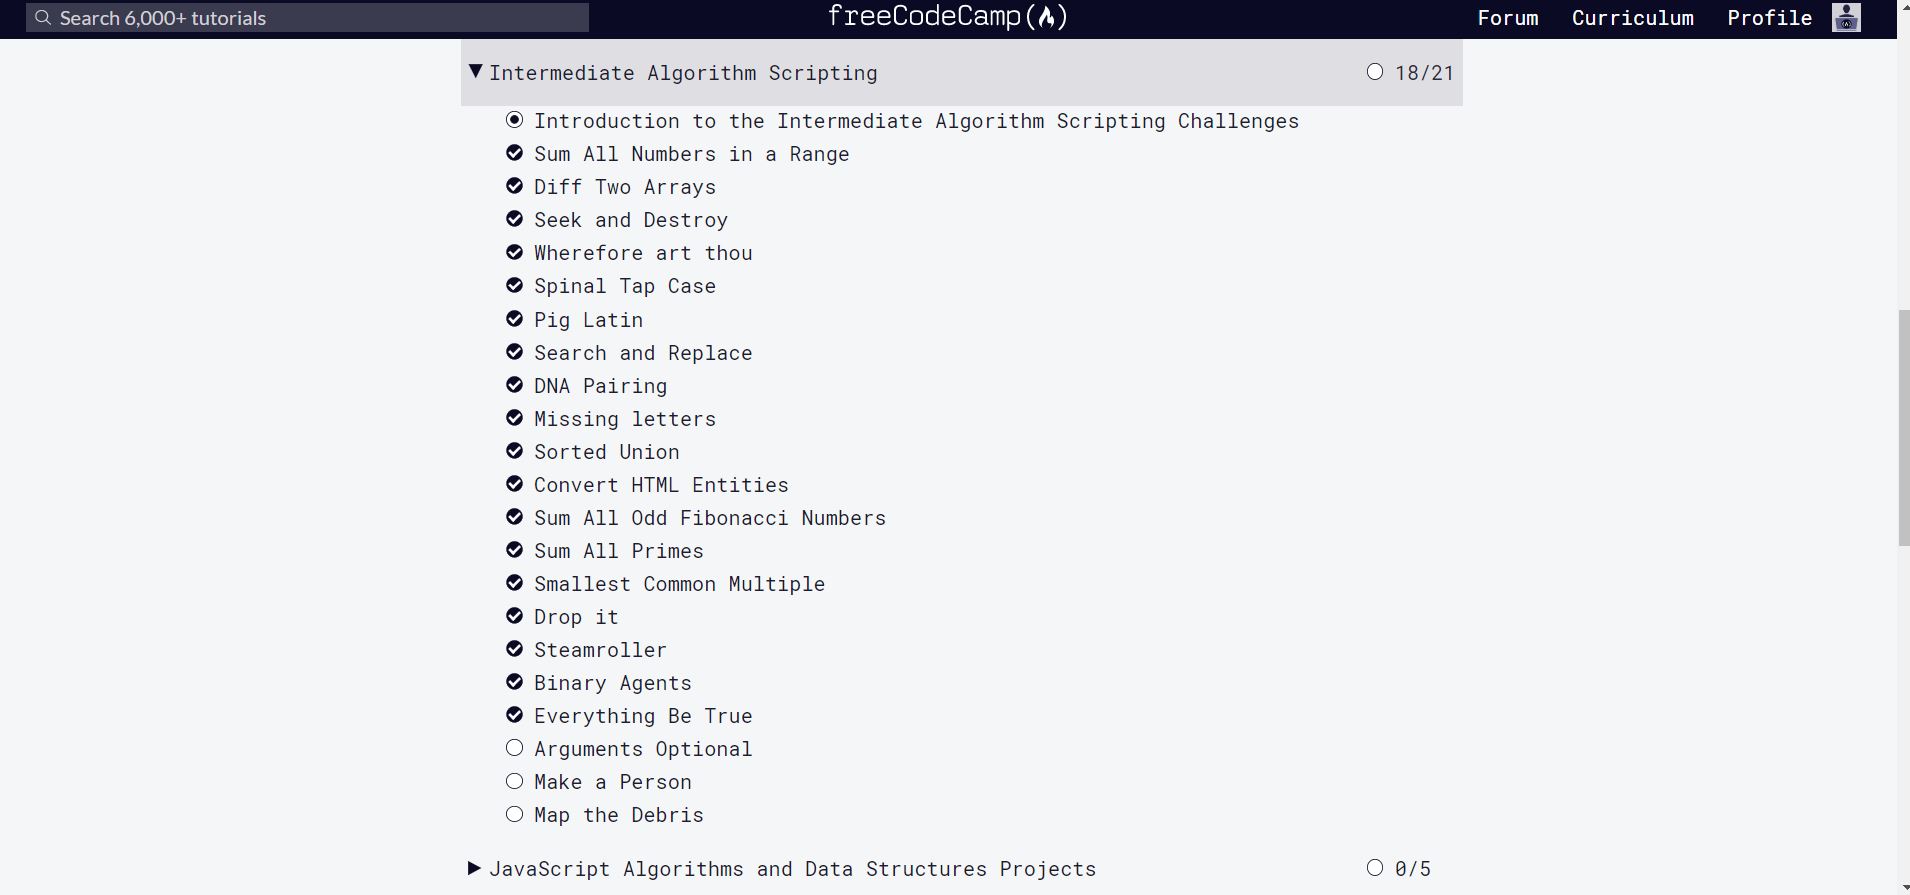 Search 6,000+ tutorials freeCodeCamp Forum Curriculum Profile
Intermediate Algorithm Scripting 18/21
Introduction to the Intermediate Algorithm Scripting Challenges
Sum All Numbers in a Range
Diff Two Arrays
Seek and Destroy
Wherefore art thou
Spinal Tap Case
Pig Latin
Search and Replace
DNA Pairing
Missing letters
Sorted Union
Convert HTML Entities
Sum All Odd Fibonacci Numbers
Sum All Primes
Smallest Common Multiple
Drop it
Steamroller
Binary Agents
Everything Be True
Arguments Optional
Make a Person
Map the Debris
JavaScript Algorithms and Data Structures Projects 0/5